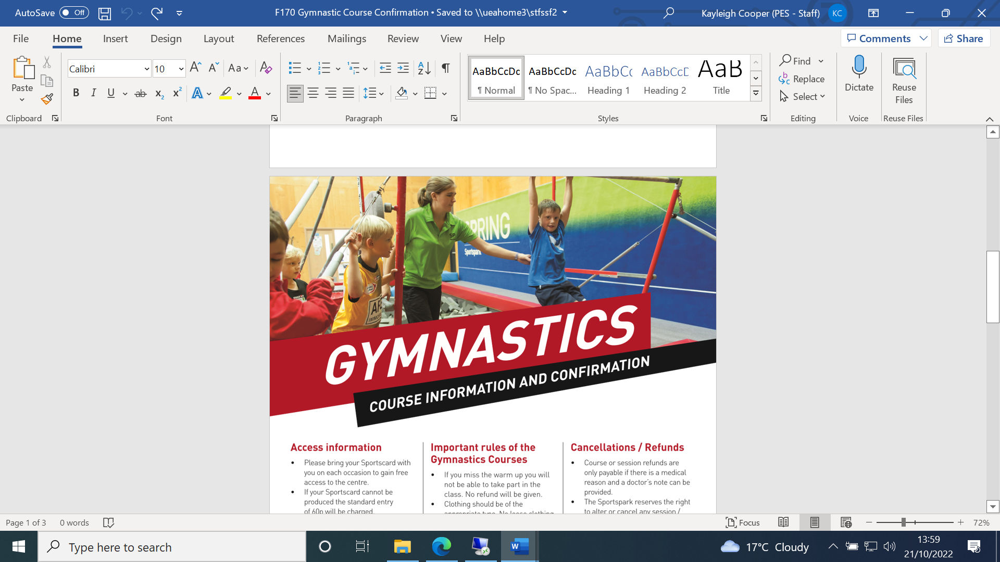 AutoSave Off F170 Gymnastic Course Confirmation • Saved to \\ueahome3\stfssf2 Kayleigh Cooper (PES - Staff) KC
File Home Insert Design Layout References Mailings Review View Help Comments Share
Paste
Clipboard
Calibri 10 Aa
B I U ab x2 x2 A A
Font
Paragraph
AaBbCcDc AaBbCcDc AaBbCc AaBbCcD AaB
¶ Normal ¶ No Spac... Heading 1 Heading 2 Title
Styles
Find
Replace
Select
Editing
Dictate
Voice
Reuse
Files
Reuse Files
SPRING
Sportspark
SP
GYMNASTICS
COURSE INFORMATION AND CONFIRMATION
Access information
• Please bring your Sportscard with
you on each occasion to gain free
access to the centre.
• If your Sportscard cannot be
produced the standard entry
of 60p will be charged.
Important rules of the
Gymnastics Courses
• If you miss the warm up you will
not be able to take part in the
class. No refund will be given.
• Clothing should be of the
appropriate type. No loose clothing
Cancellations / Refunds
• Course or session refunds are
only payable if there is a medical
reason and a doctor's note can be
provided.
• The Sportspark reserves the right
to alter or cancel any session /
Page 1 of 3 0 words Focus 72%
Type here to search 17°C Cloudy 13:59
21/10/2022